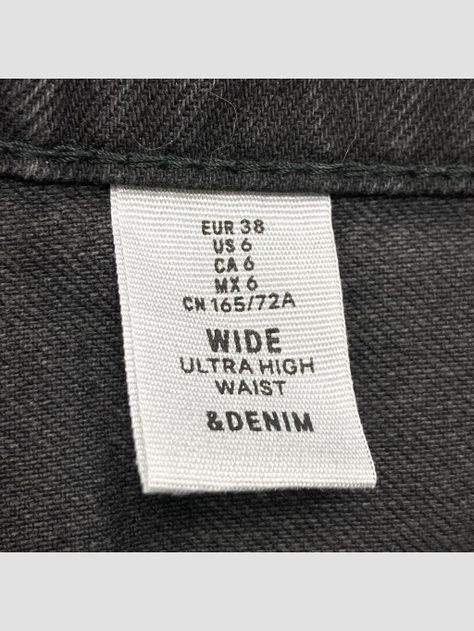 EUR 38
US 6
CA 6
MX 6
CN 165/72A
WIDE
ULTRA HIGH
WAIST
&DENIM